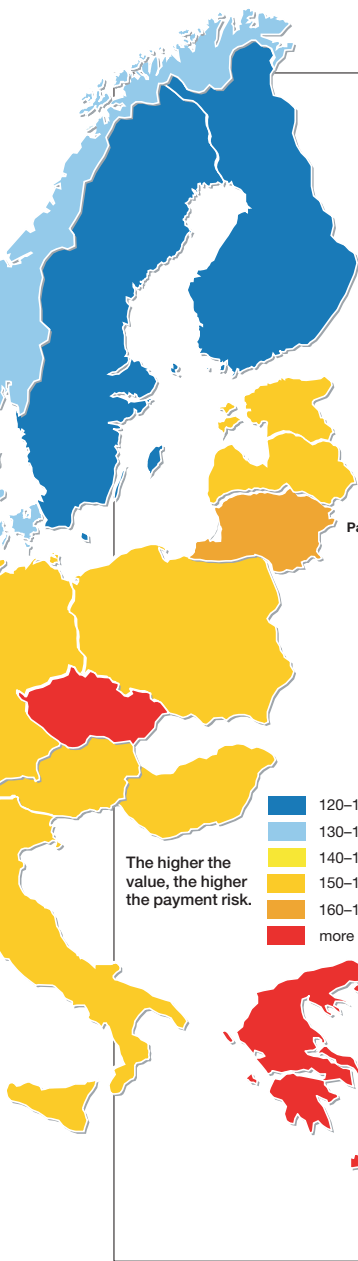 Pa
The higher the
value, the higher
the payment risk.
120–1
130–1
140–1
150–1
160–1
more